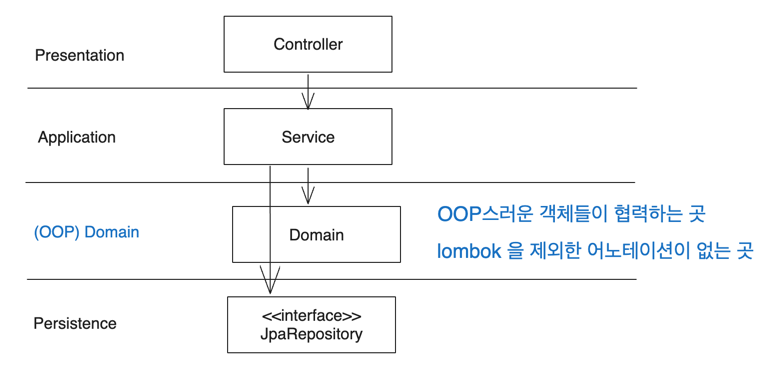 Presentation
Controller
Application
Service
(OOP) Domain
Domain
OOP스러운 객체들이 협력하는 곳
lombok 을 제외한 어노테이션이 없는 곳
Persistence
<<interface>>
JpaRepository